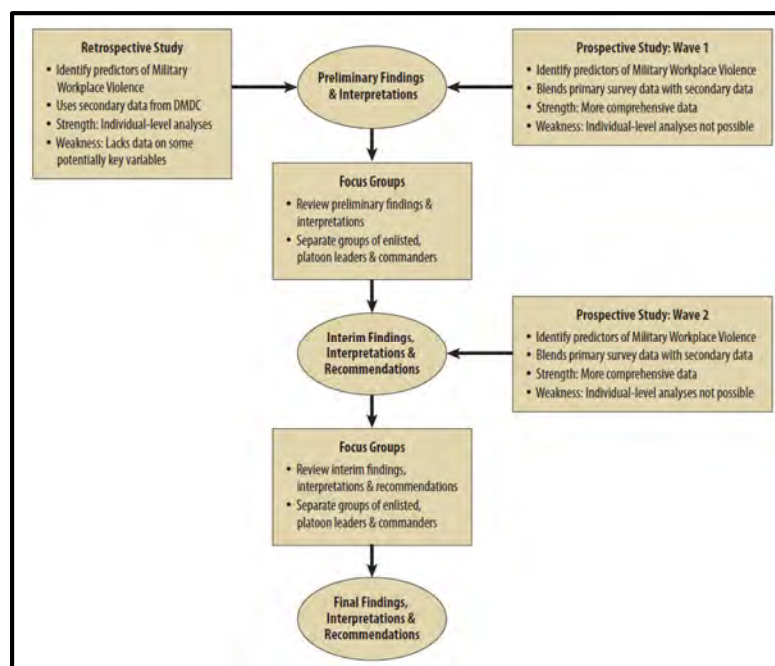 Retrospective Study
• Identify predictors of Military
Workplace Violence
• Uses secondary data from DMDC
• Strength: Individual-level analyses
• Weakness: Lacks data on some
potentially key variables
Preliminary Findings
& Interpretations
Prospective Study: Wave 1
• Identify predictors of Military Workplace Violence
• Blends primary survey data with secondary data
• Strength: More comprehensive data
• Weakness: Individual-level analyses not possible
Focus Groups
• Review preliminary findings &
interpretations
• Separate groups of enlisted,
platoon leaders & commanders
Interim Findings,
Interpretations &
Recommendations
Prospective Study: Wave 2
• Identify predictors of Military Workplace Violence
• Blends primary survey data with secondary data
• Strength: More comprehensive data
• Weakness: Individual-level analyses not possible
Focus Groups
• Review interim findings,
interpretations & recommendations
• Separate groups of enlisted,
platoon leaders & commanders
Final Findings,
Interpretations &
Recommendations